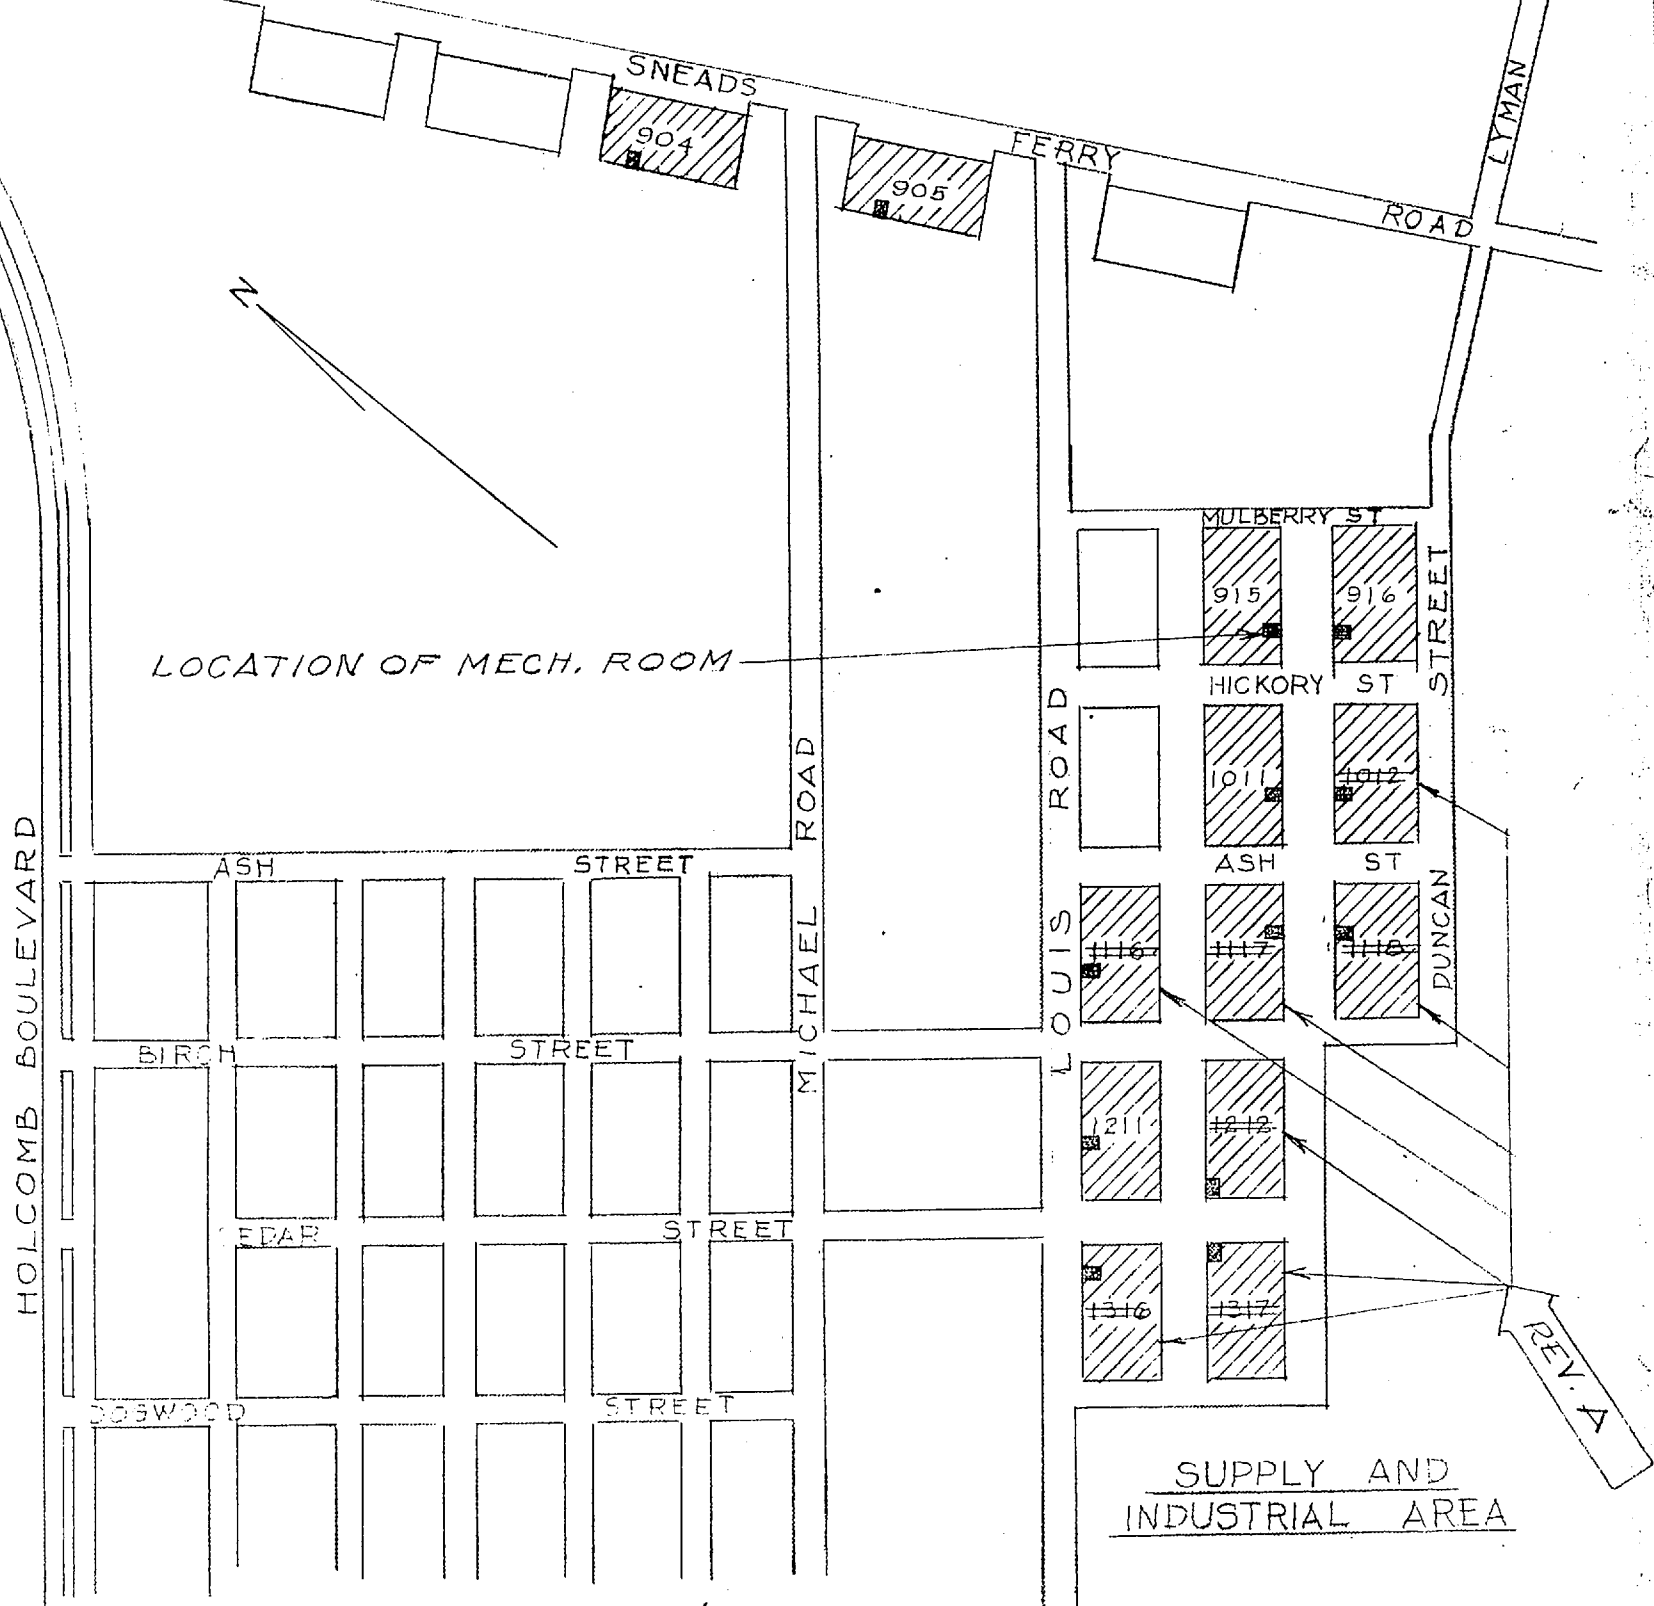 SNEADS FERRY ROAD
LYMAN
904
905
N
MULBERRY ST
915
916
STREET
LOCATION OF MECH. ROOM
HICKORY ST
1011
1012
ROAD
ROAD
ASH STREET
ASH ST
DUNCAN
HOLCOMB BOULEVARD
MICHAEL
LOUIS
1116
1117
1118
BIRCH STREET
1211
1212
EDAR STREET
1316
1317
REV. A
DOGWOOD STREET
SUPPLY AND
INDUSTRIAL AREA